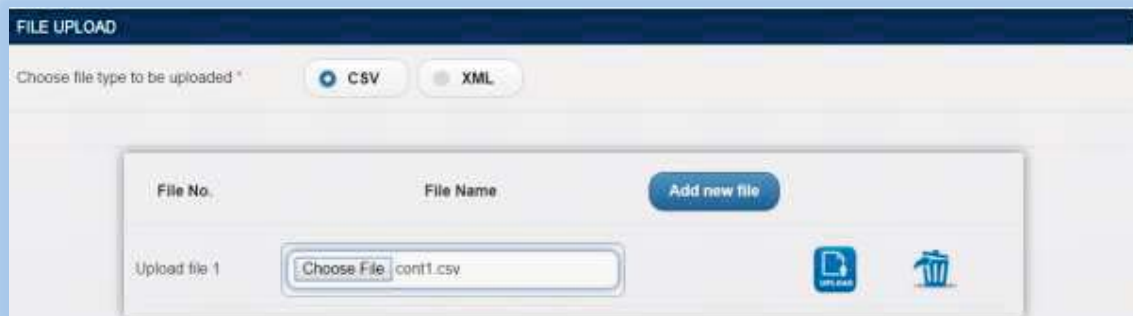 FILE UPLOAD
Choose file type to be uploaded * CSV XML
File No. File Name Add new file
Upload file 1 Choose File cont1.csv UPLOAD